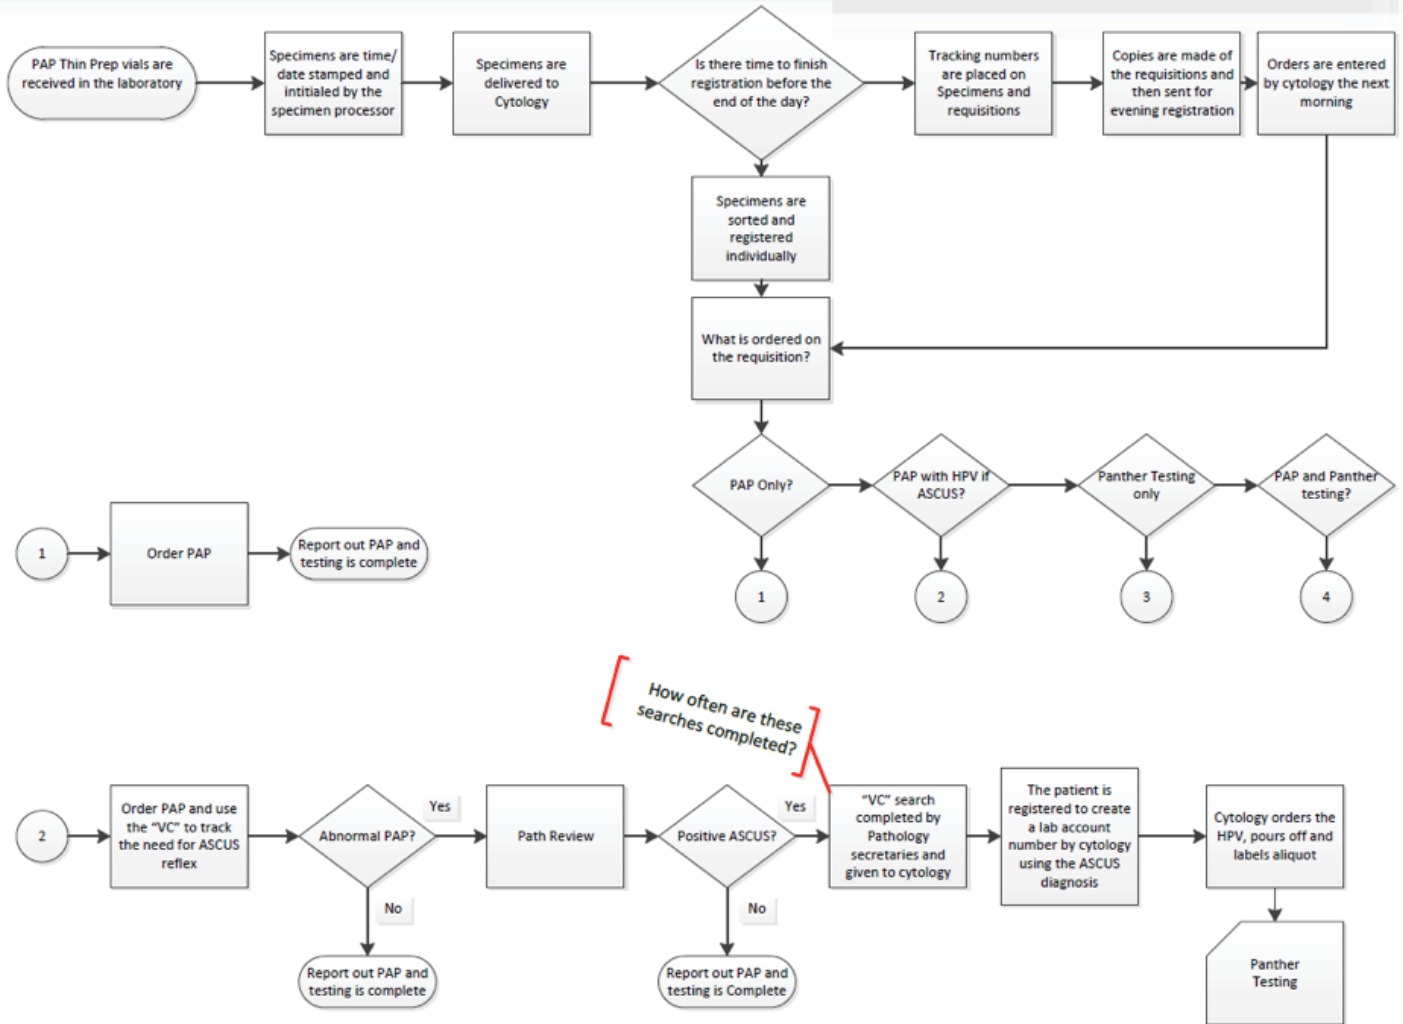 PAP Thin Prep vials are
received in the laboratory
Specimens are time/
date stamped and
intitialed by the
specimen processor
Specimens are
delivered to
Cytology
Is there time to finish
registration before the
end of the day?
Tracking numbers
are placed on
Specimens and
requisitions
Copies are made of
the requisitions and
then sent for
evening registration
Orders are entered
by cytology the next
morning
Specimens are
sorted and
registered
individually
What is ordered on
the requisition?
PAP Only?
PAP with HPV if
ASCUS?
Panther Testing
only
PAP and Panther
testing?
1
2
3
4
1
Order PAP
Report out PAP and
testing is complete
How often are these
searches completed?
2
Order PAP and use
the "VC" to track
the need for ASCUS
reflex
Abnormal PAP?
Yes
No
Report out PAP and
testing is complete
Path Review
Positive ASCUS?
Yes
No
Report out PAP and
testing is Complete
"VC" search
completed by
Pathology
secretaries and
given to cytology
The patient is
registered to create
a lab account
number by cytology
using the ASCUS
diagnosis
Cytology orders the
HPV, pours off and
labels aliquot
Panther
Testing